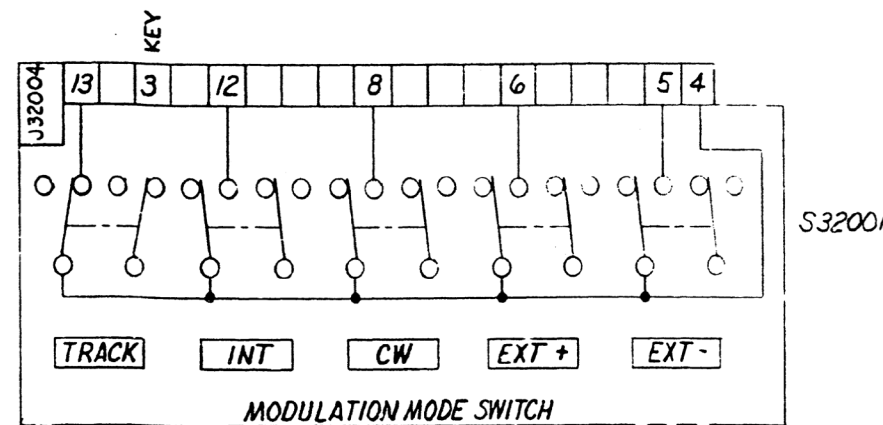 KEY
J32004 13 3 12 8 6 5 4
S32001
TRACK INT CW EXT + EXT -
MODULATION MODE SWITCH